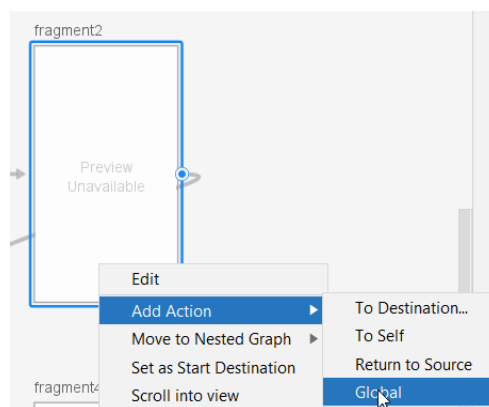 fragment2
Preview
Unavailable
Edit
Add Action
Move to Nested Graph
Set as Start Destination
Scroll into view
To Destination...
To Self
Return to Source
Global
fragment4